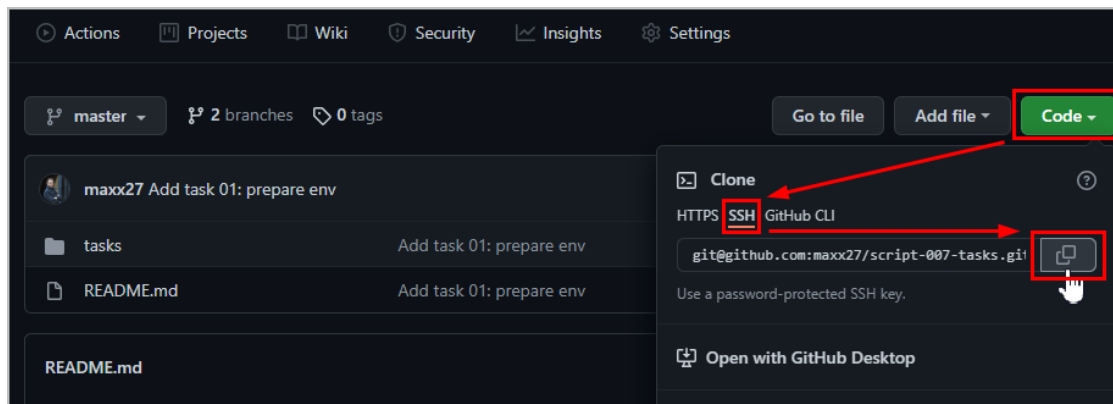 Actions Projects Wiki Security Insights Settings
master 2 branches 0 tags Go to file Add file Code
maxx27 Add task 01: prepare env
Clone
HTTPS SSH GitHub CLI
tasks Add task 01: prepare env
git@github.com:maxx27/script-007-tasks.git
README.md Add task 01: prepare env
Use a password-protected SSH key.
Open with GitHub Desktop
README.md